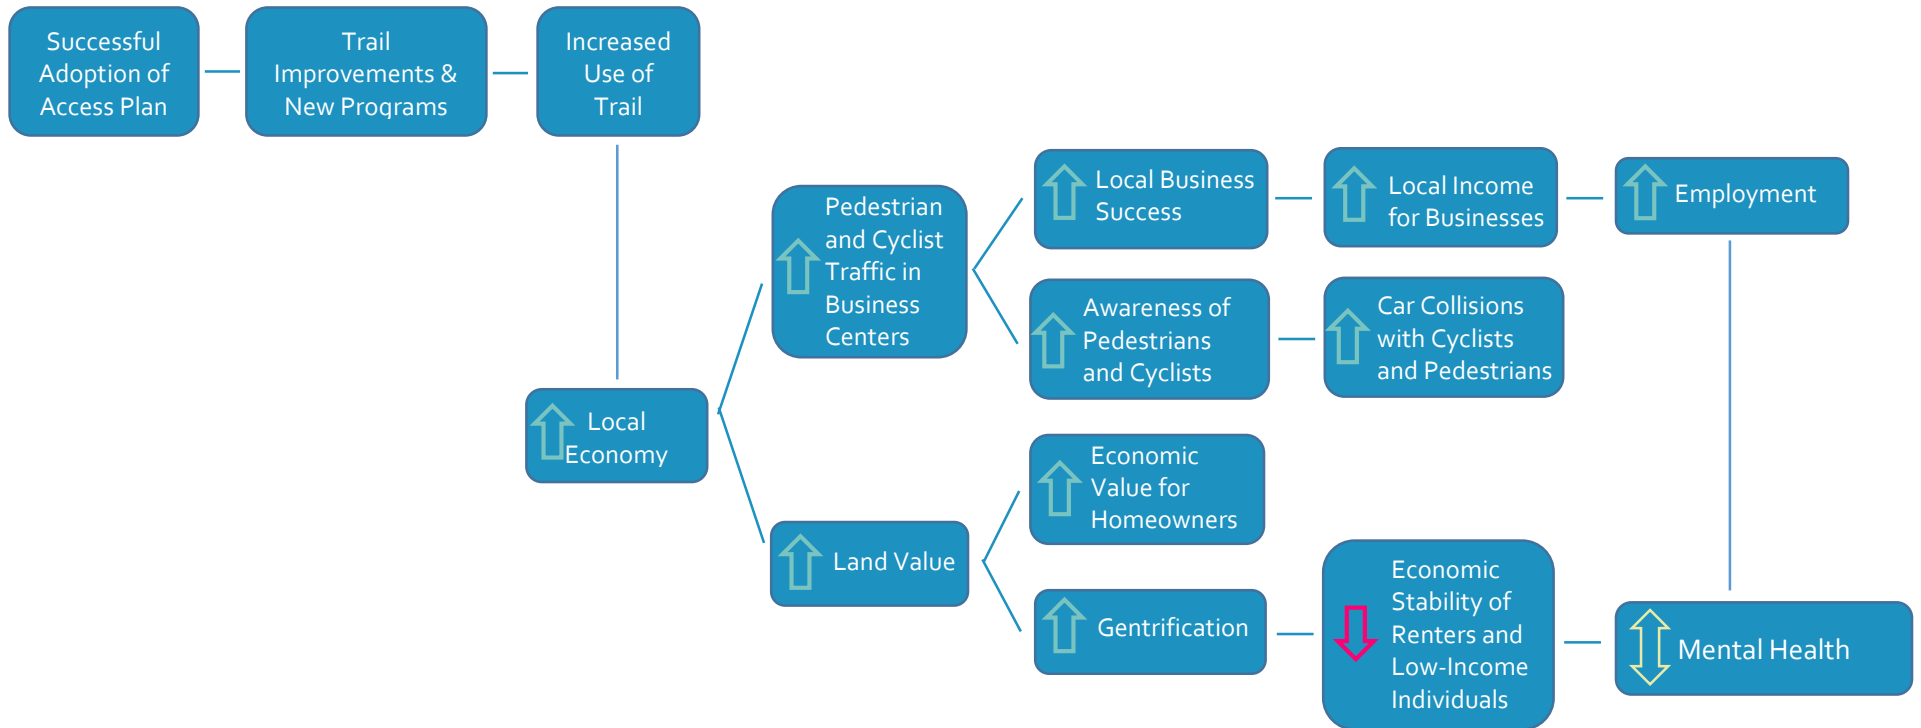 Successful
Adoption of
Access Plan
Trail
Improvements &
New Programs
Increased
Use of
Trail
Local
Economy
Pedestrian
and Cyclist
Traffic in
Business
Centers
Local Business
Success
Local Income
for Businesses
Employment
Awareness of
Pedestrians
and Cyclists
Car Collisions
with Cyclists
and Pedestrians
Land Value
Economic
Value for
Homeowners
Gentrification
Economic
Stability of
Renters and
Low-Income
Individuals
Mental Health